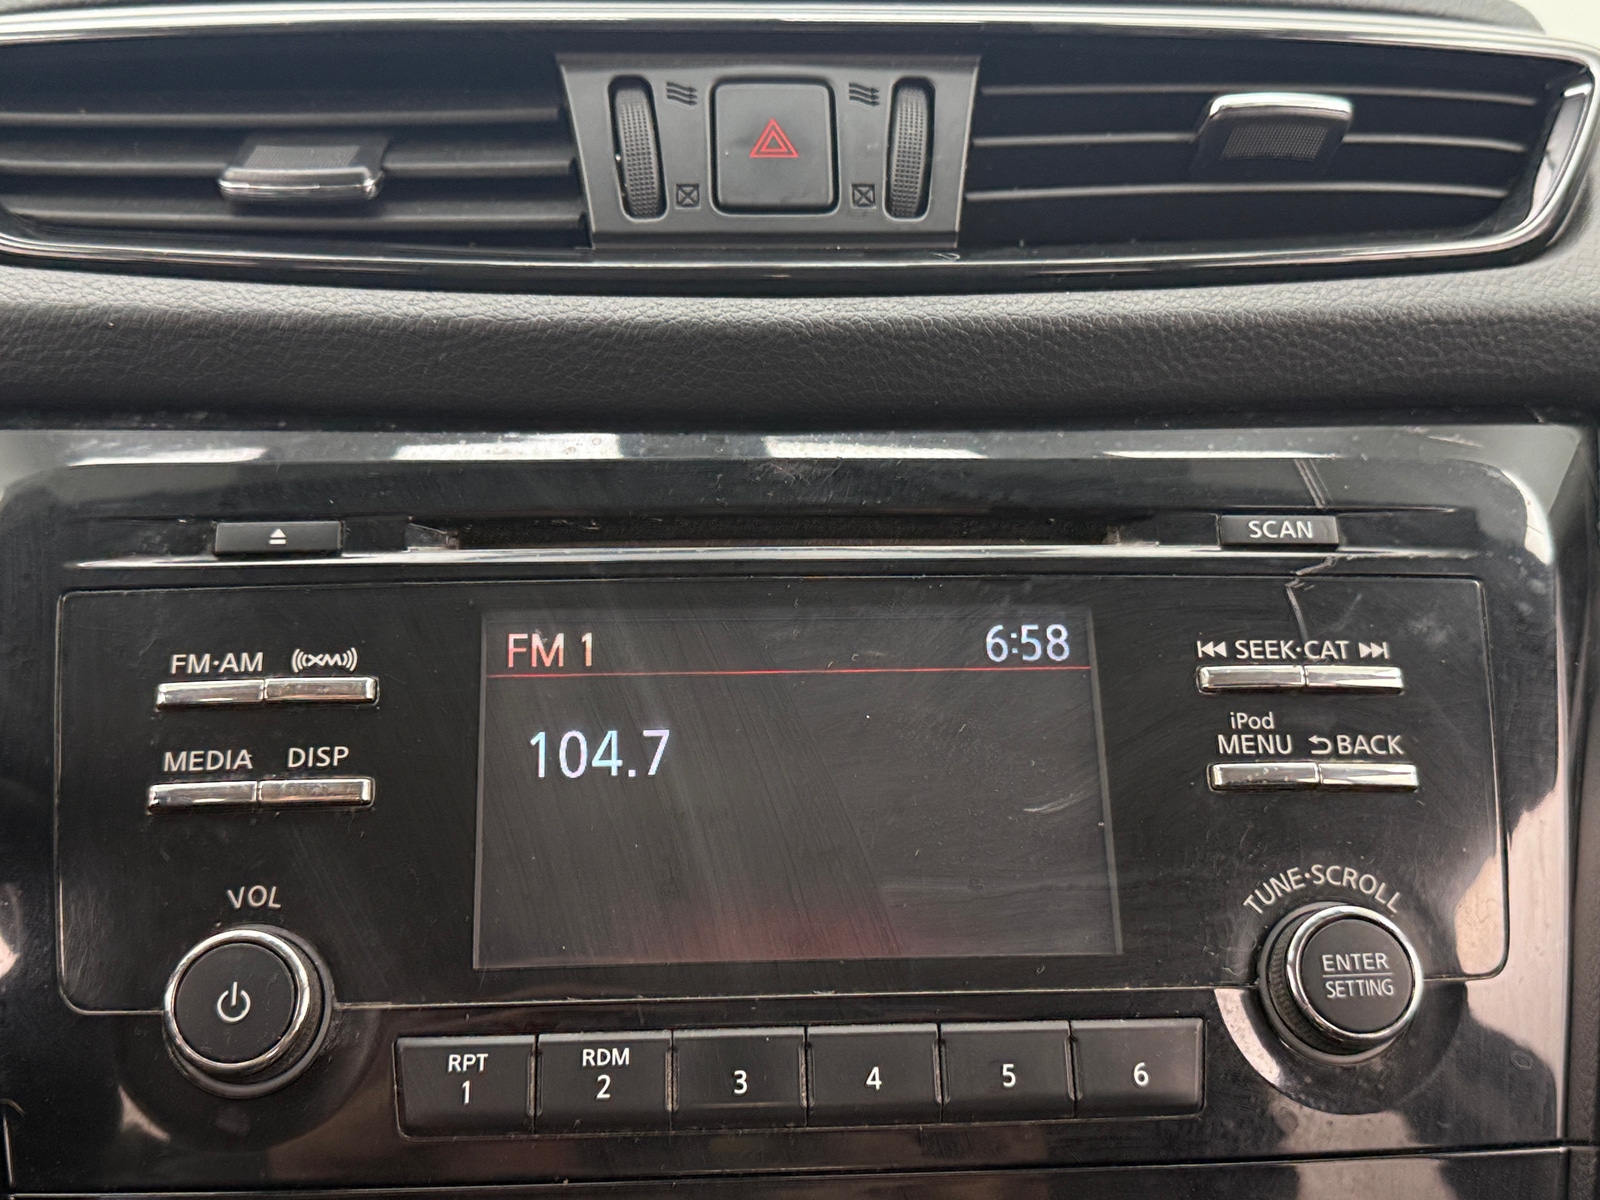 SCAN
FM 1 6:58
104.7
FM·AM XM
MEDIA DISP
VOL
SEEK·CAT
iPod
MENU BACK
TUNE·SCROLL
ENTER
SETTING
RPT
1
RDM
2
3
4
5
6